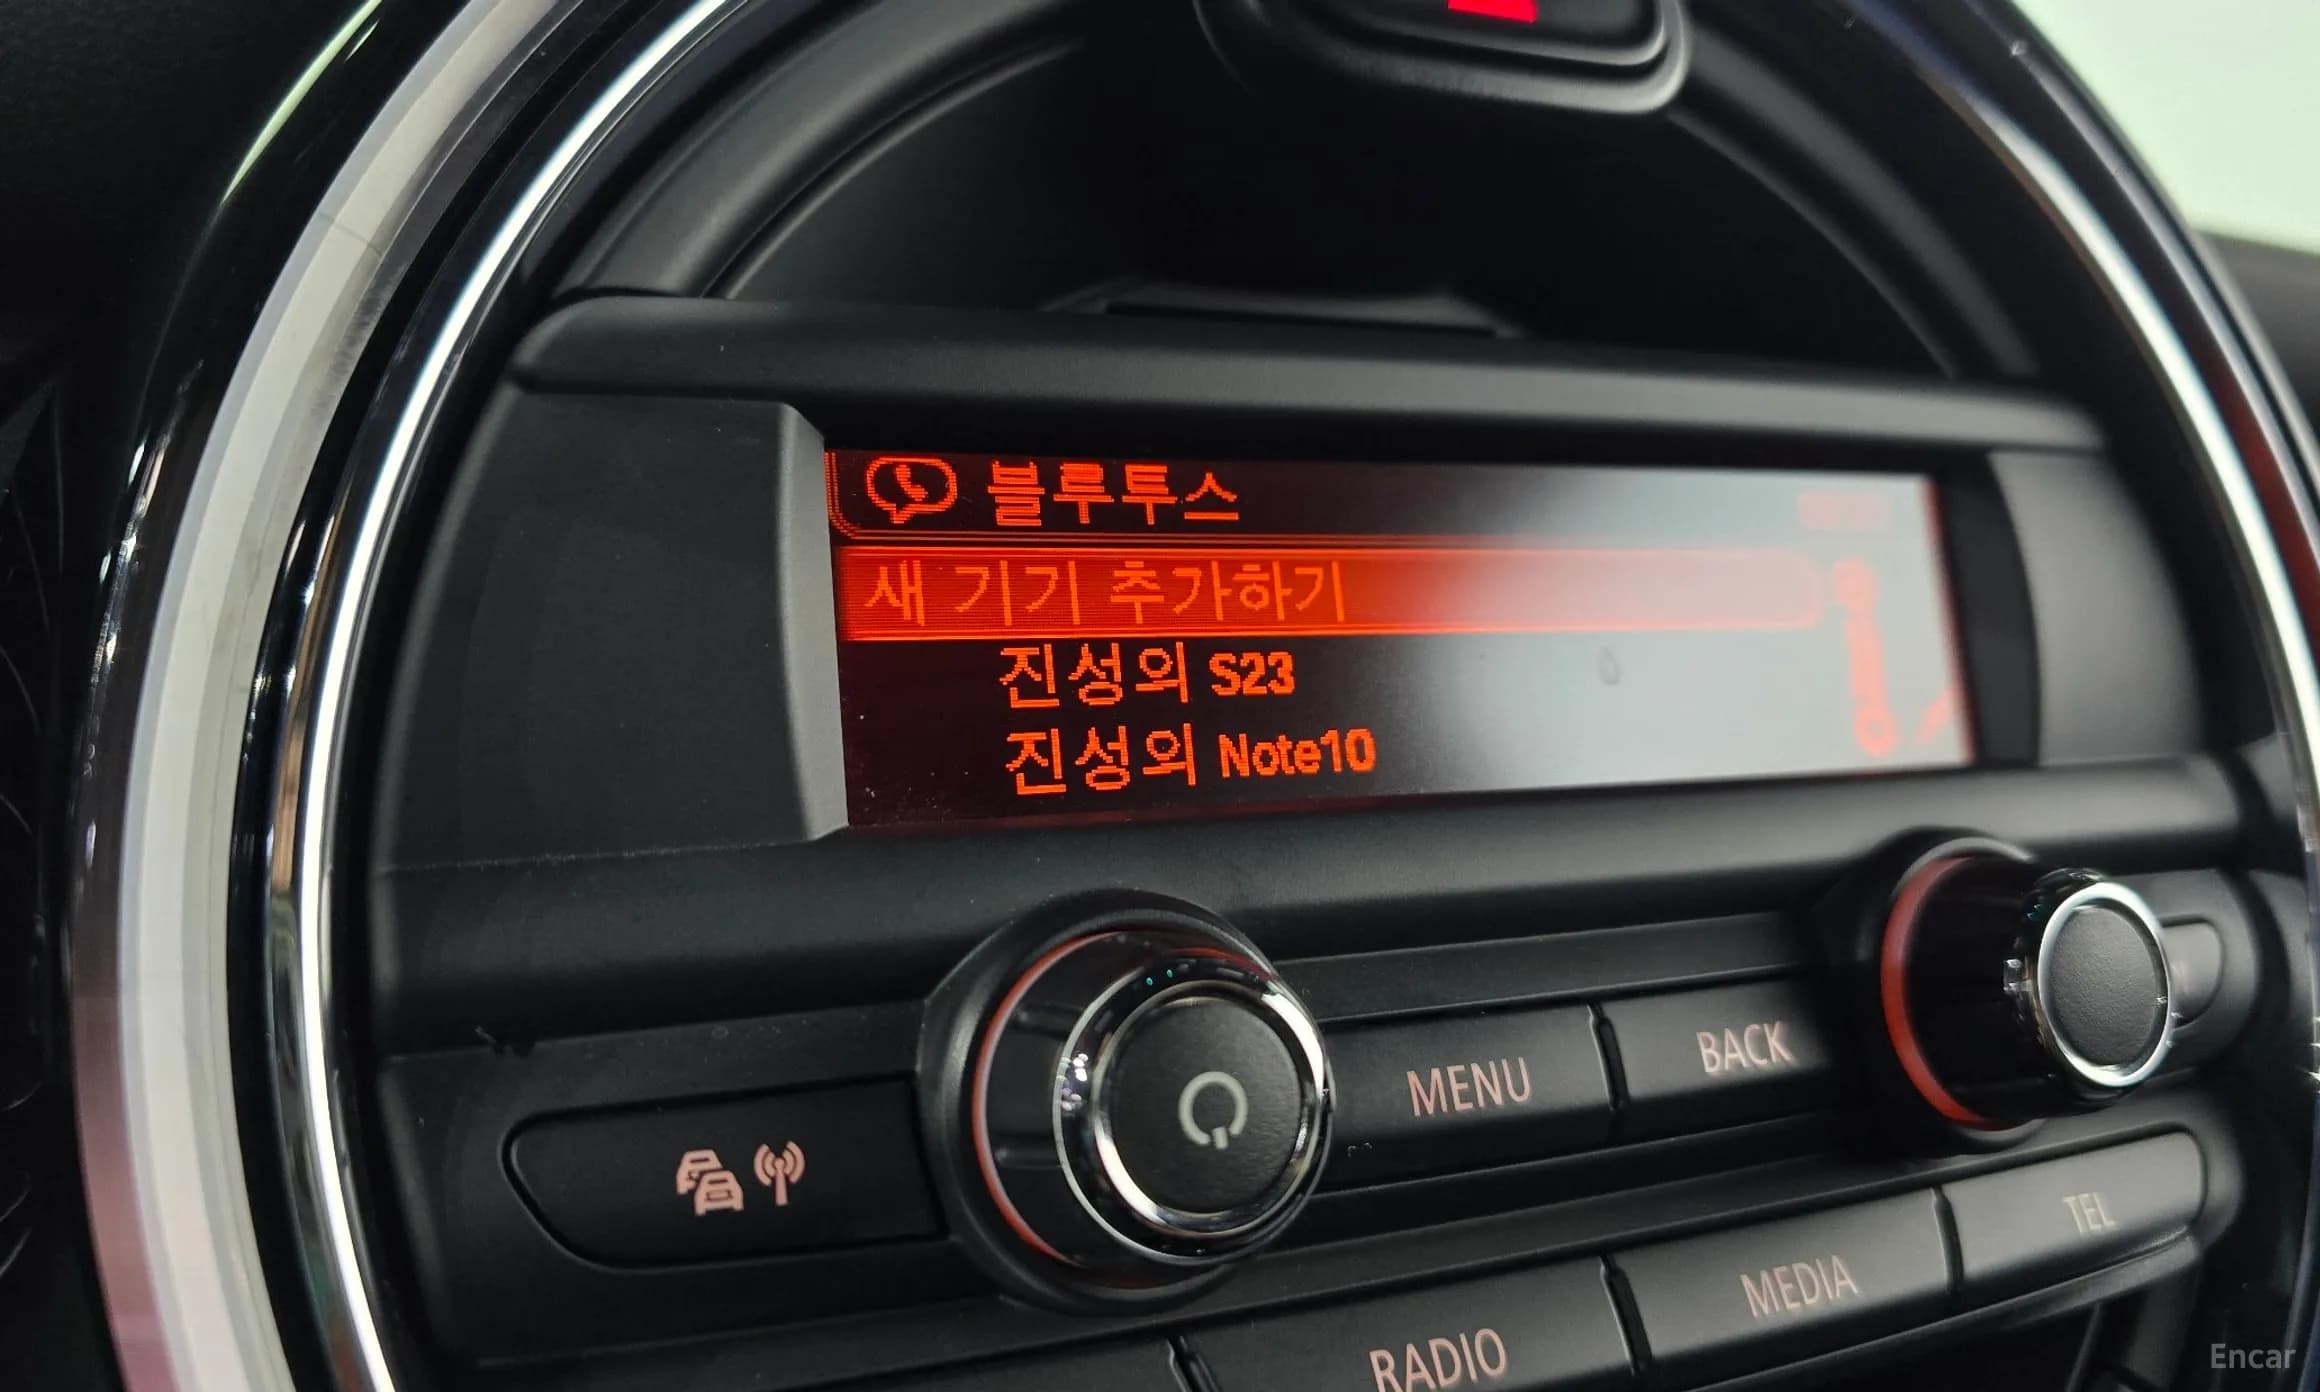 블루투스
새 기기 추가하기
진성의 S23
진성의 Note10
MENU
BACK
TEL
MEDIA
RADIO
Encar